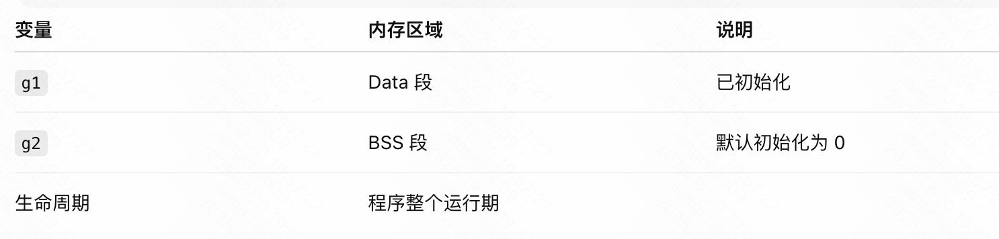 变量 内存区域 说明
g1 Data 段 已初始化
g2 BSS 段 默认初始化为 0
生命周期 程序整个运行期